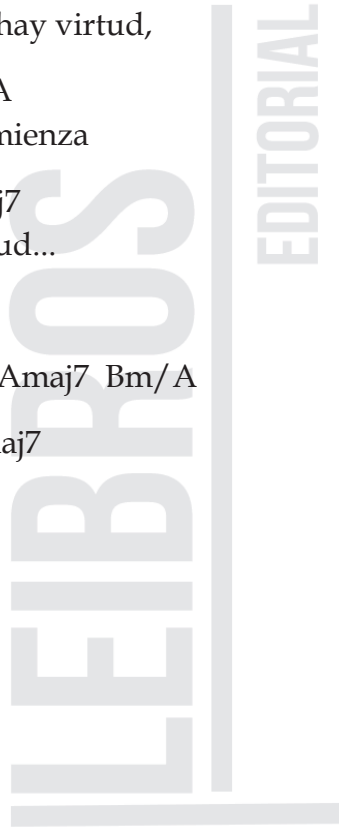 hay virtud,
A
mienza
j7
ud...
Amaj7 Bm/A
aj7
LEIBROS
EDITORIAL